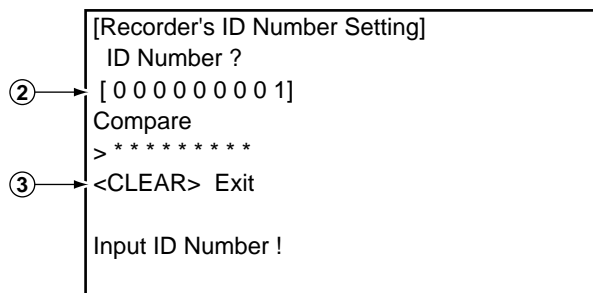 [Recorder's ID Number Setting]
ID Number ?
② [ 0 0 0 0 0 0 0 0 1]
Compare
> * * * * * * * * *
③ <CLEAR> Exit
Input ID Number !